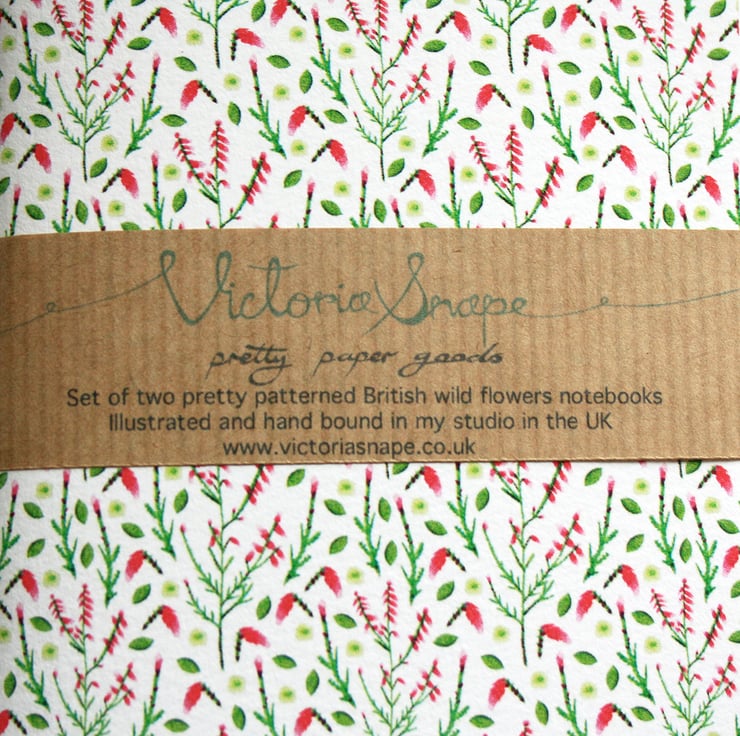 Victoria Snape
pretty paper goods
Set of two pretty patterned British wild flowers notebooks
Illustrated and hand bound in my studio in the UK
www.victoriasnape.co.uk